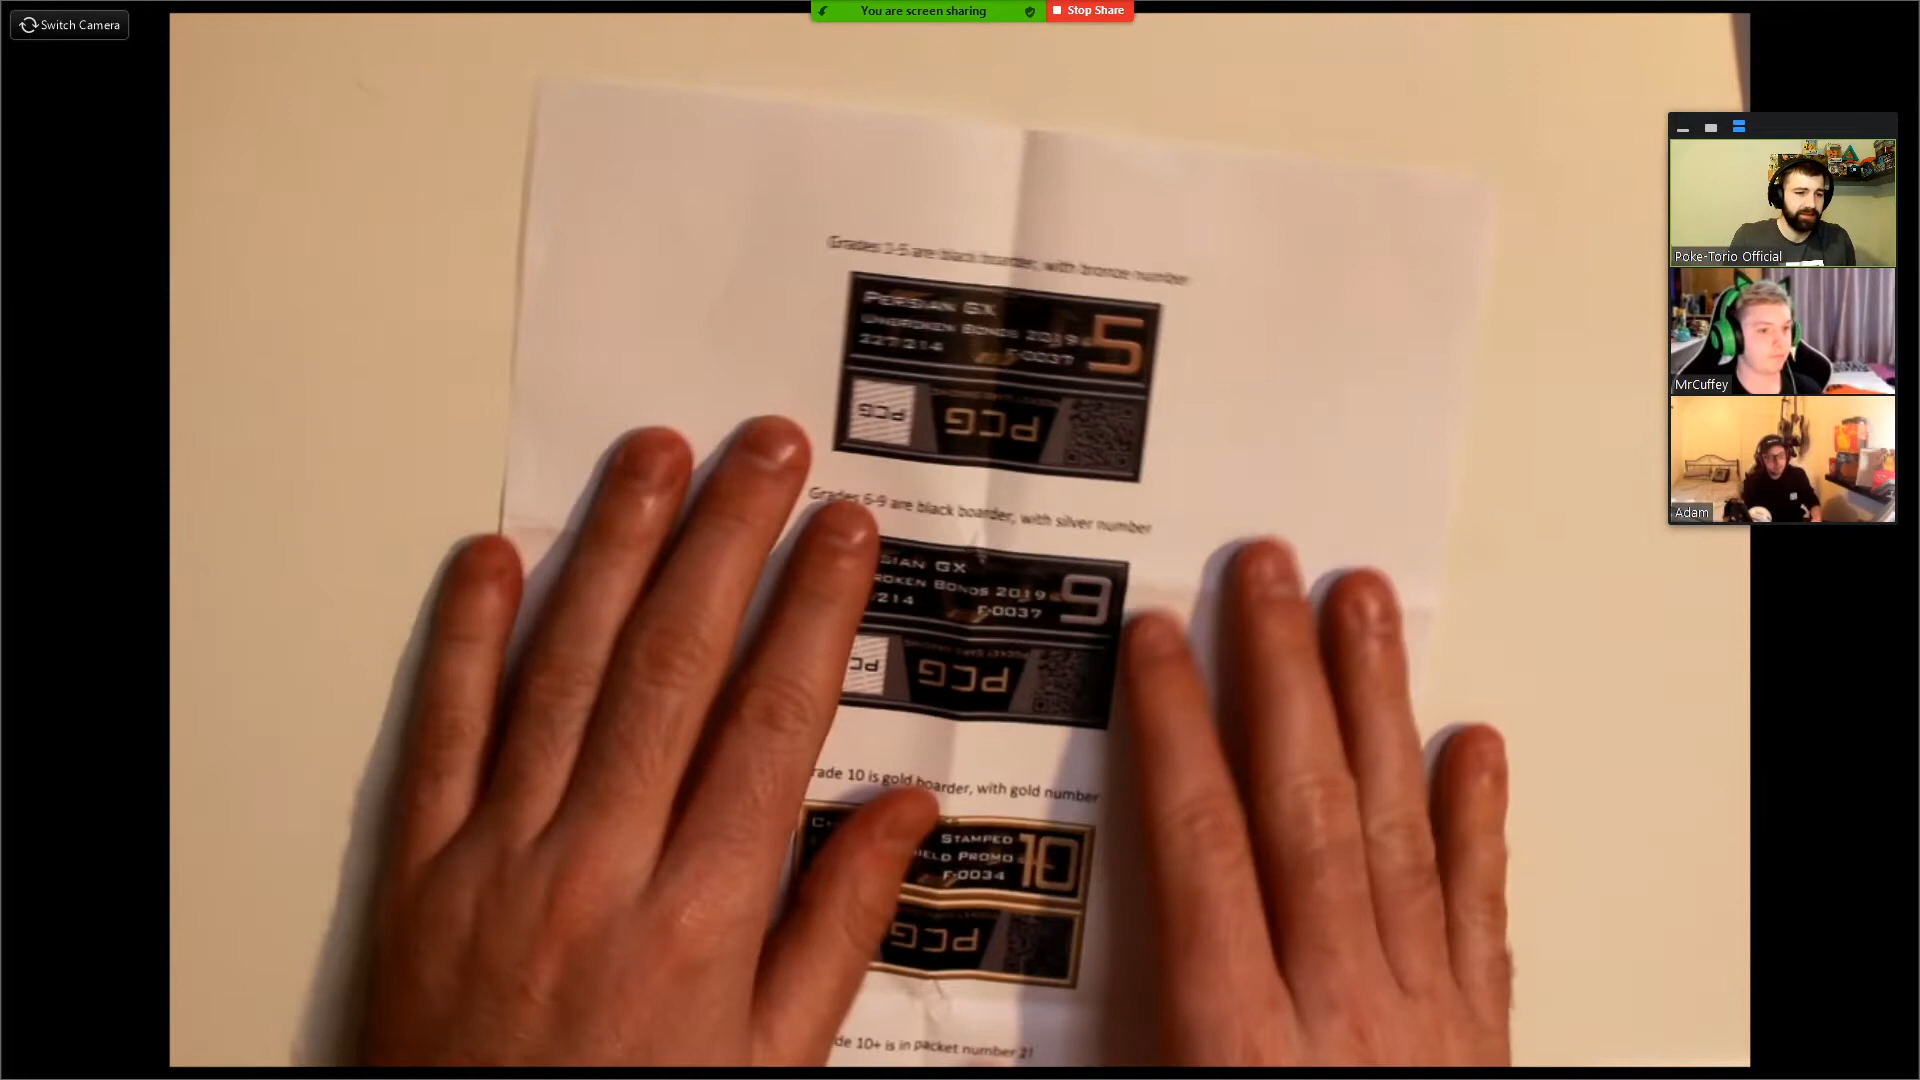 Switch Camera
You are screen sharing
Stop Share
Grades 1-5 are black boarder, with bronze number
PERSIAN GX
UNBROKEN BONDS 2019
227/214 F-0037
5
PCG
PCG
Grades 6-9 are black boarder, with silver number
SIAN GX
ROKEN BONDS 2019
/214 F-0037
9
PCG
rade 10 is gold boarder, with gold number
STAMPED
IELD PROMO
F-0034
10
PCG
de 10+ is in packet number 2!
Poke-Torio Official
MrCuffey
Adam